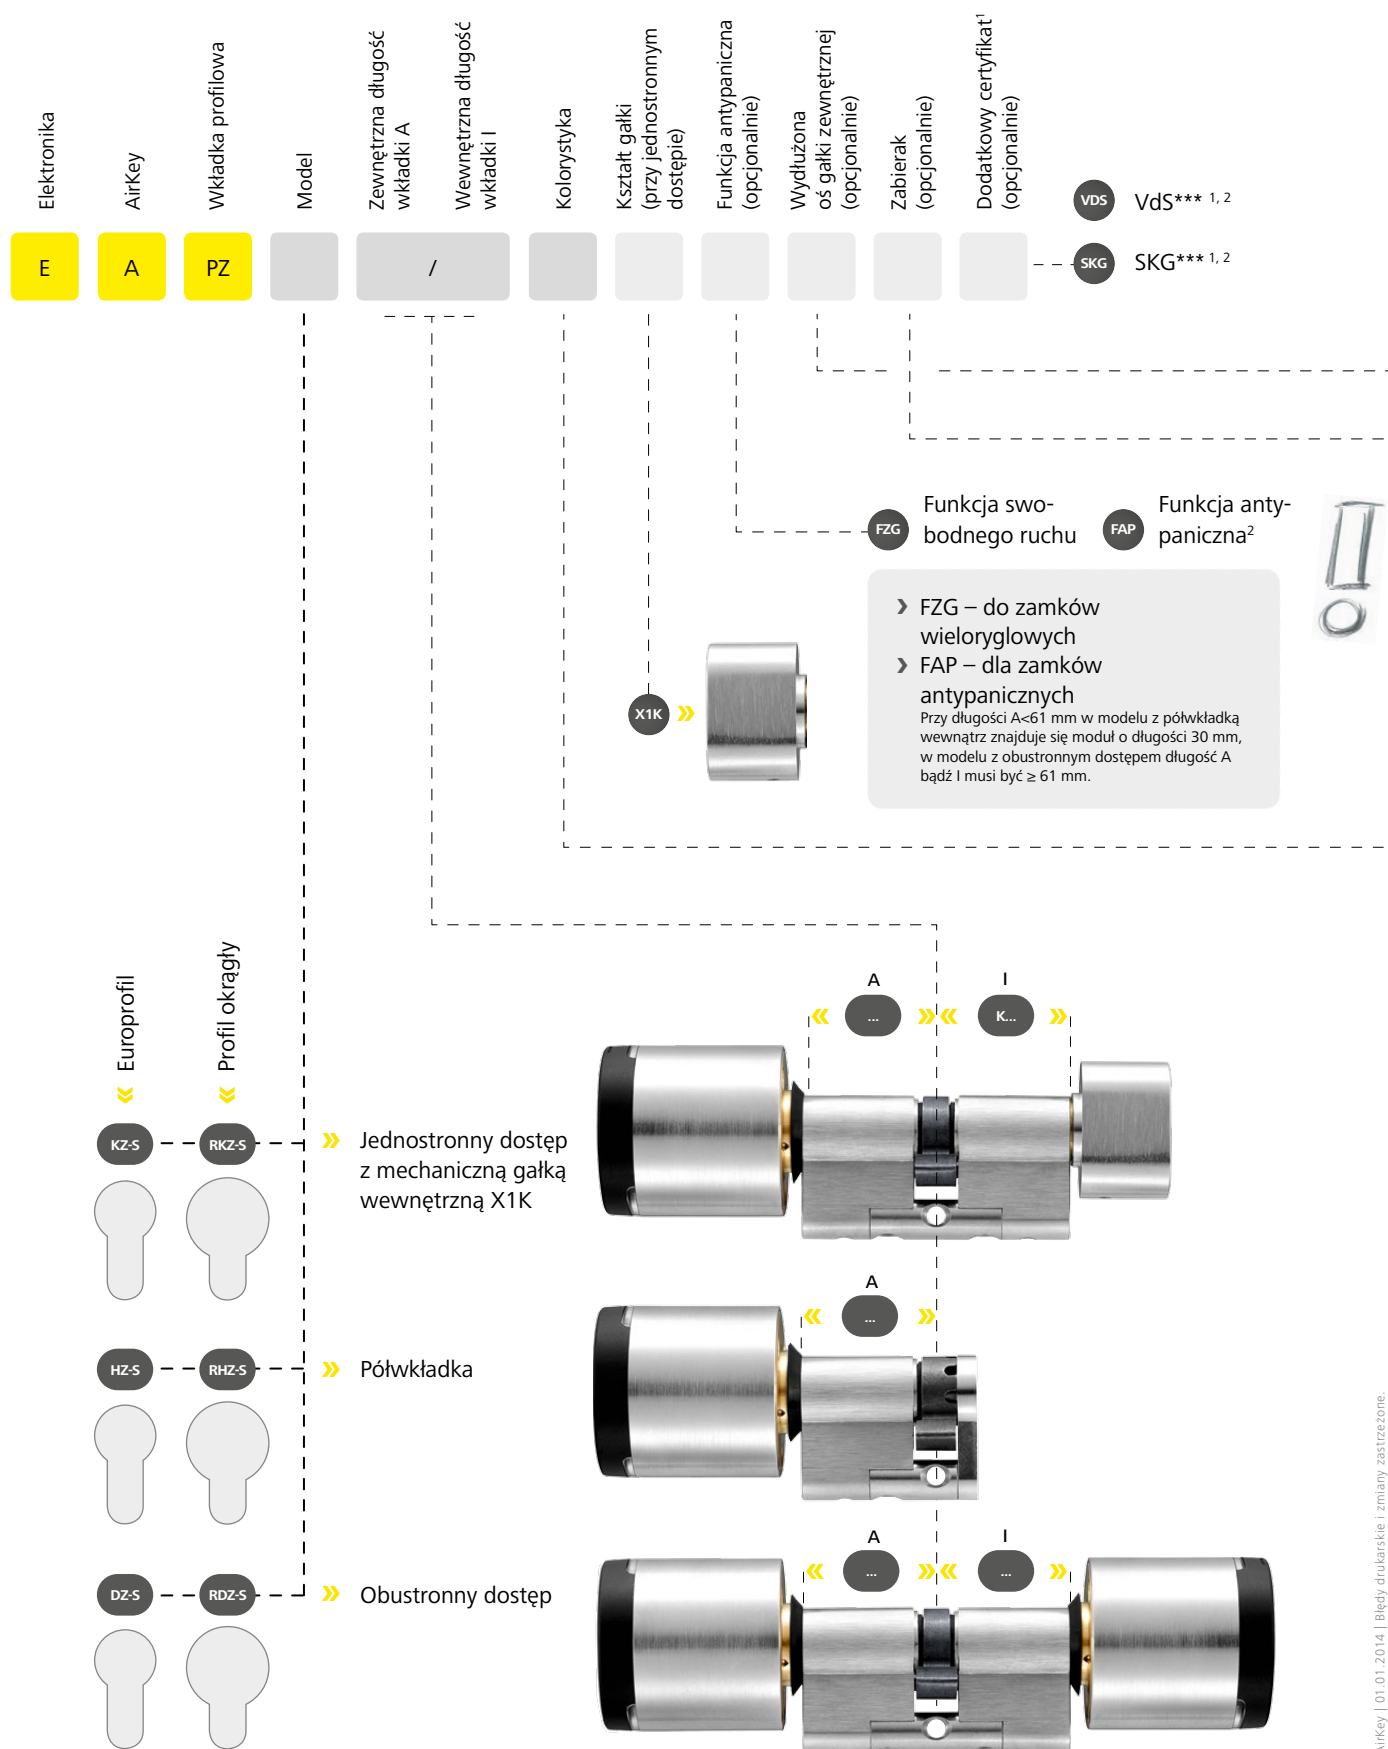 Elektronika
AirKey
Wkładka profilowa
Model
Zewnętrzna długość
wkładki A
Wewnętrzna długość
wkładki I
Kolorystyka
Kształt gałki
(przy jednostronnym
dostępie)
Funkcja antypaniczna
(opcjonalnie)
Wydłużona
oś gałki zewnętrznej
(opcjonalnie)
Zabierak
(opcjonalnie)
Dodatkowy certyfikat¹
(opcjonalnie)
VDS VdS*** 1, 2
E A PZ /
SKG SKG*** 1, 2
FZG Funkcja swo-
bodnego ruchu
FAP Funkcja anty-
paniczna²
› FZG – do zamków
wieloryglowych
› FAP – dla zamków
antypanicznych
Przy długości A<61 mm w modelu z półwkładką
wewnątrz znajduje się moduł o długości 30 mm,
w modelu z obustronnym dostępem długość A
bądź I musi być ≥ 61 mm.
X1K »
Europrofil
Profil okrągły
A I
... K...
KZ-S RKZ-S
» Jednostronny dostęp
z mechaniczną gałką
wewnętrzną X1K
A
...
HZ-S RHZ-S » Półwkładka
A I
... ...
DZ-S RDZ-S » Obustronny dostęp
AirKey | 01.01.2014 | Błędy drukarskie i zmiany zastrzeżone.